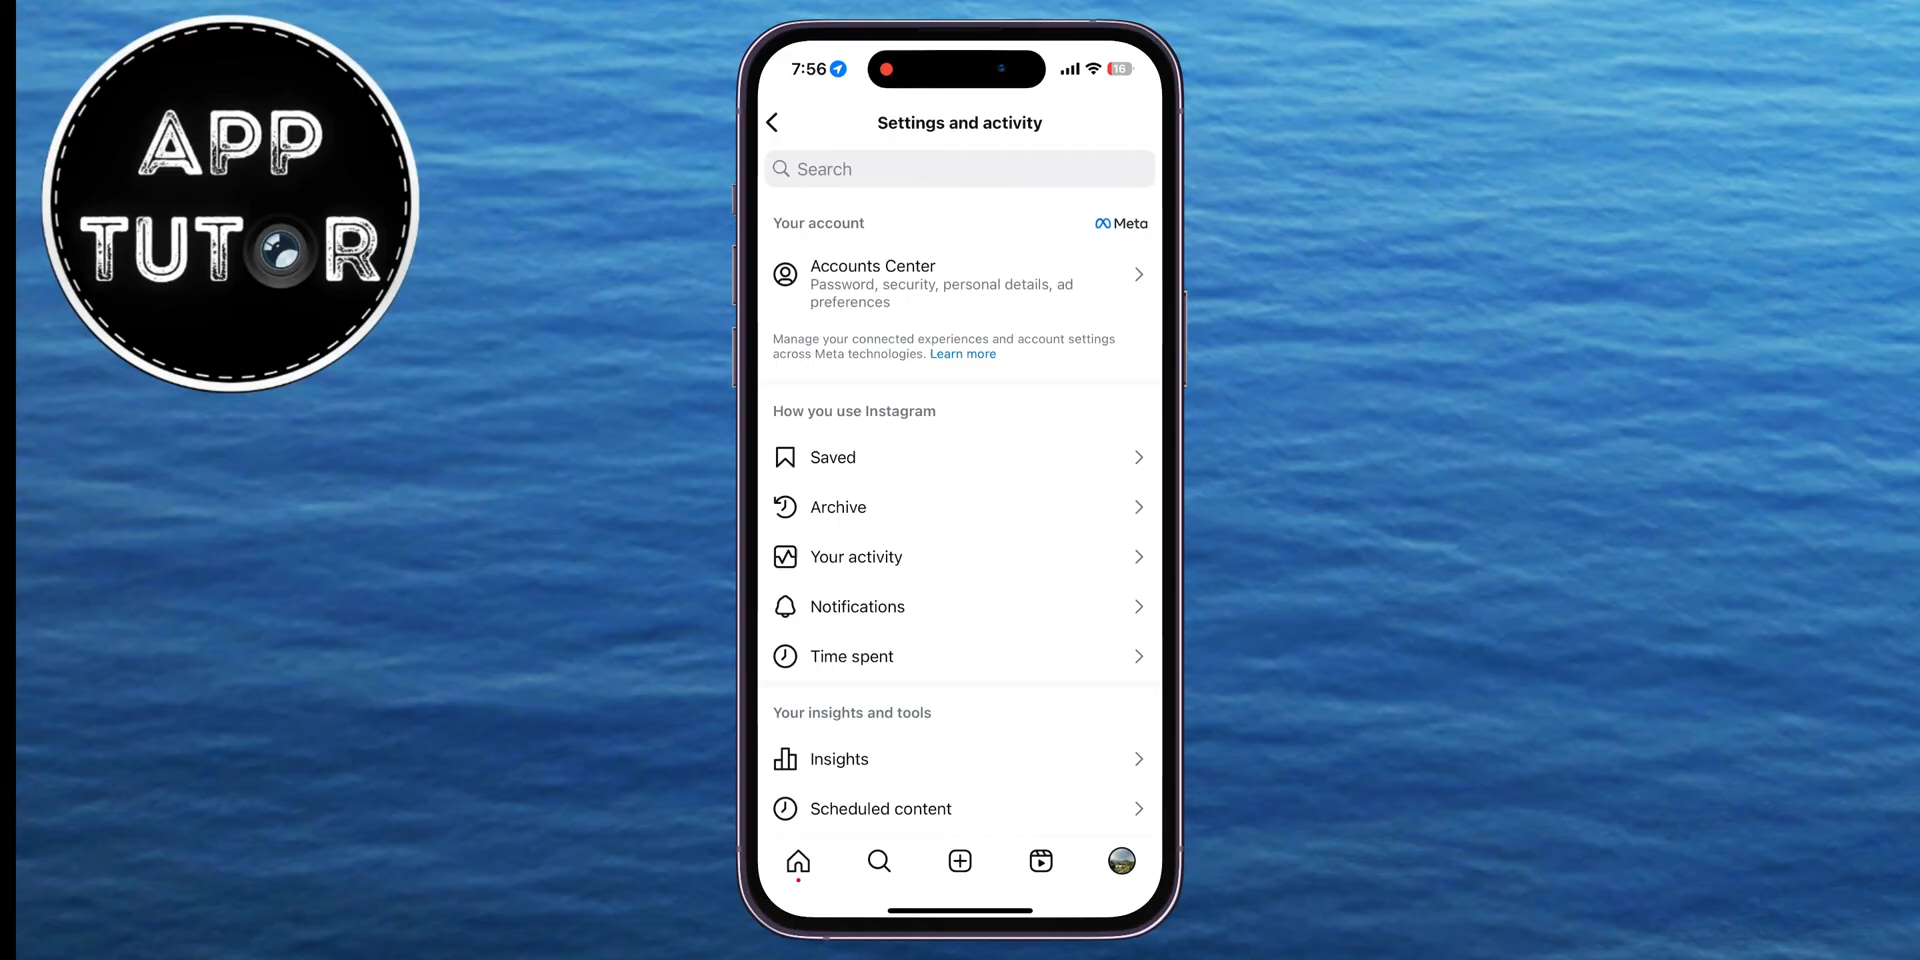 APP
TUTOR
7:56
16
Settings and activity
Search
Your account
Meta
Accounts Center
Password, security, personal details, ad
preferences
Manage your connected experiences and account settings
across Meta technologies. Learn more
How you use Instagram
Saved
Archive
Your activity
Notifications
Time spent
Your insights and tools
Insights
Scheduled content